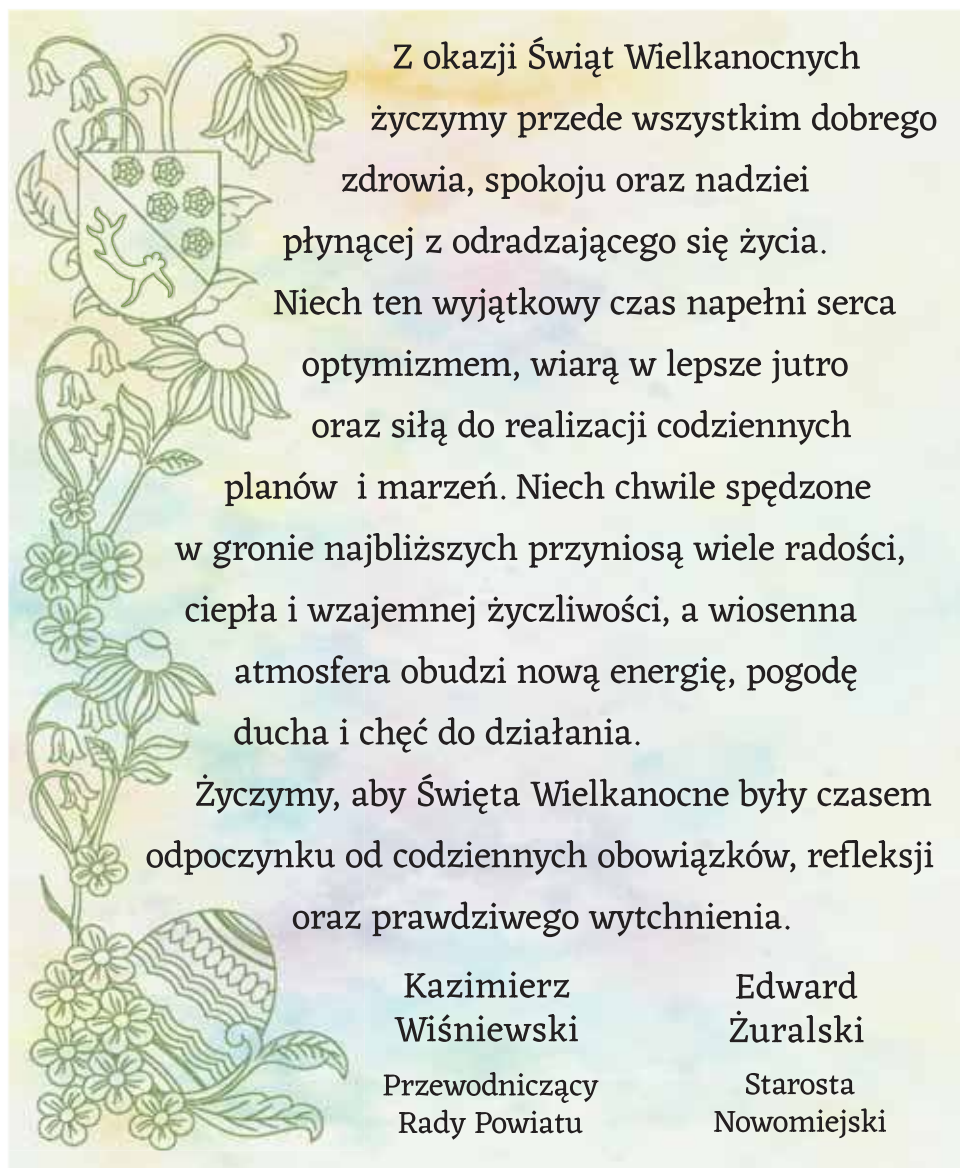 Z okazji Świąt Wielkanocnych
życzymy przede wszystkim dobrego
zdrowia, spokoju oraz nadziei
płynącej z odradzającego się życia.
Niech ten wyjątkowy czas napełni serca
optymizmem, wiarą w lepsze jutro
oraz siłą do realizacji codziennych
planów i marzeń. Niech chwile spędzone
w gronie najbliższych przyniosą wiele radości,
ciepła i wzajemnej życzliwości, a wiosenna
atmosfera obudzi nową energię, pogodę
ducha i chęć do działania.
Życzymy, aby Święta Wielkanocne były czasem
odpoczynku od codziennych obowiązków, refleksji
oraz prawdziwego wytchnienia.
Kazimierz
Wiśniewski
Przewodniczący
Rady Powiatu
Edward
Żuralski
Starosta
Nowomiejski